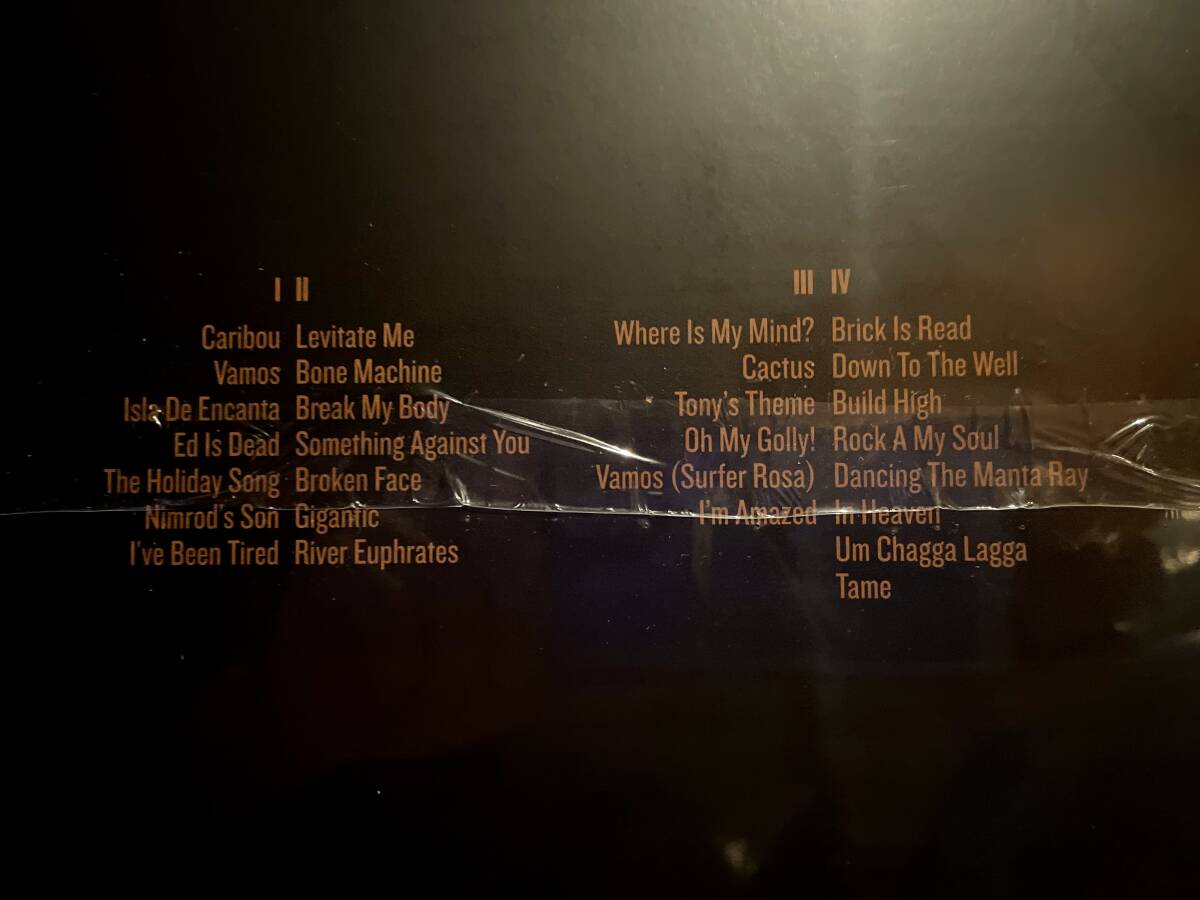 I II
Caribou Levitate Me
Vamos Bone Machine
Isla De Encanta Break My Body
Ed Is Dead Something Against You
The Holiday Song Broken Face
Nimrod's Son Gigantic
I've Been Tired River Euphrates
III IV
Where Is My Mind? Brick Is Read
Cactus Down To The Well
Tony's Theme Build High
Oh My Golly! Rock A My Soul
Vamos (Surfer Rosa) Dancing The Manta Ray
I'm Amazed In Heaven
Um Chagga Lagga
Tame